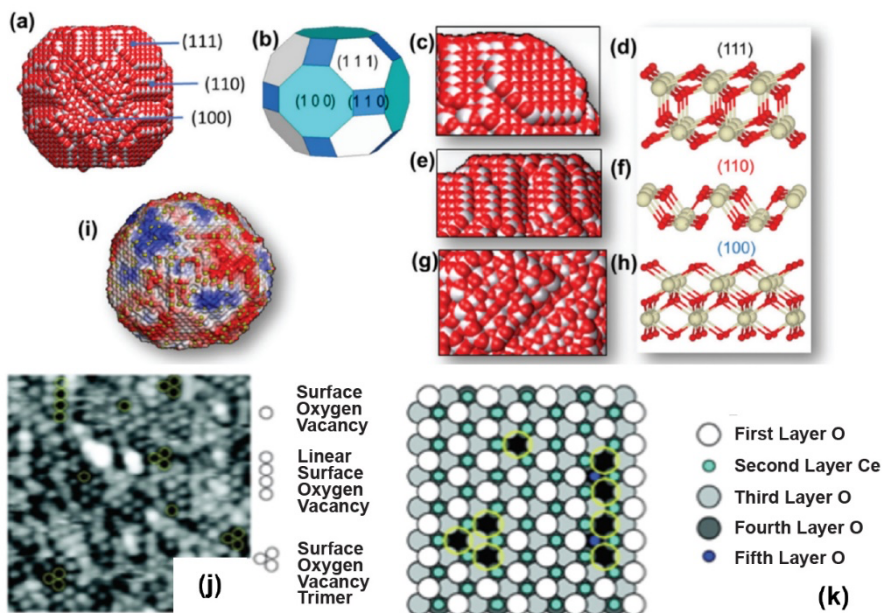 (a)
(111)
(110)
(100)
(b)
(1 1 1)
(1 0 0)
(1 1 0)
(c)
(d)
(111)
(e)
(f)
(110)
(g)
(h)
(100)
(i)
(j)
Surface
Oxygen
Vacancy
Linear
Surface
Oxygen
Vacancy
Surface
Oxygen
Vacancy
Trimer
(k)
First Layer O
Second Layer Ce
Third Layer O
Fourth Layer O
Fifth Layer O